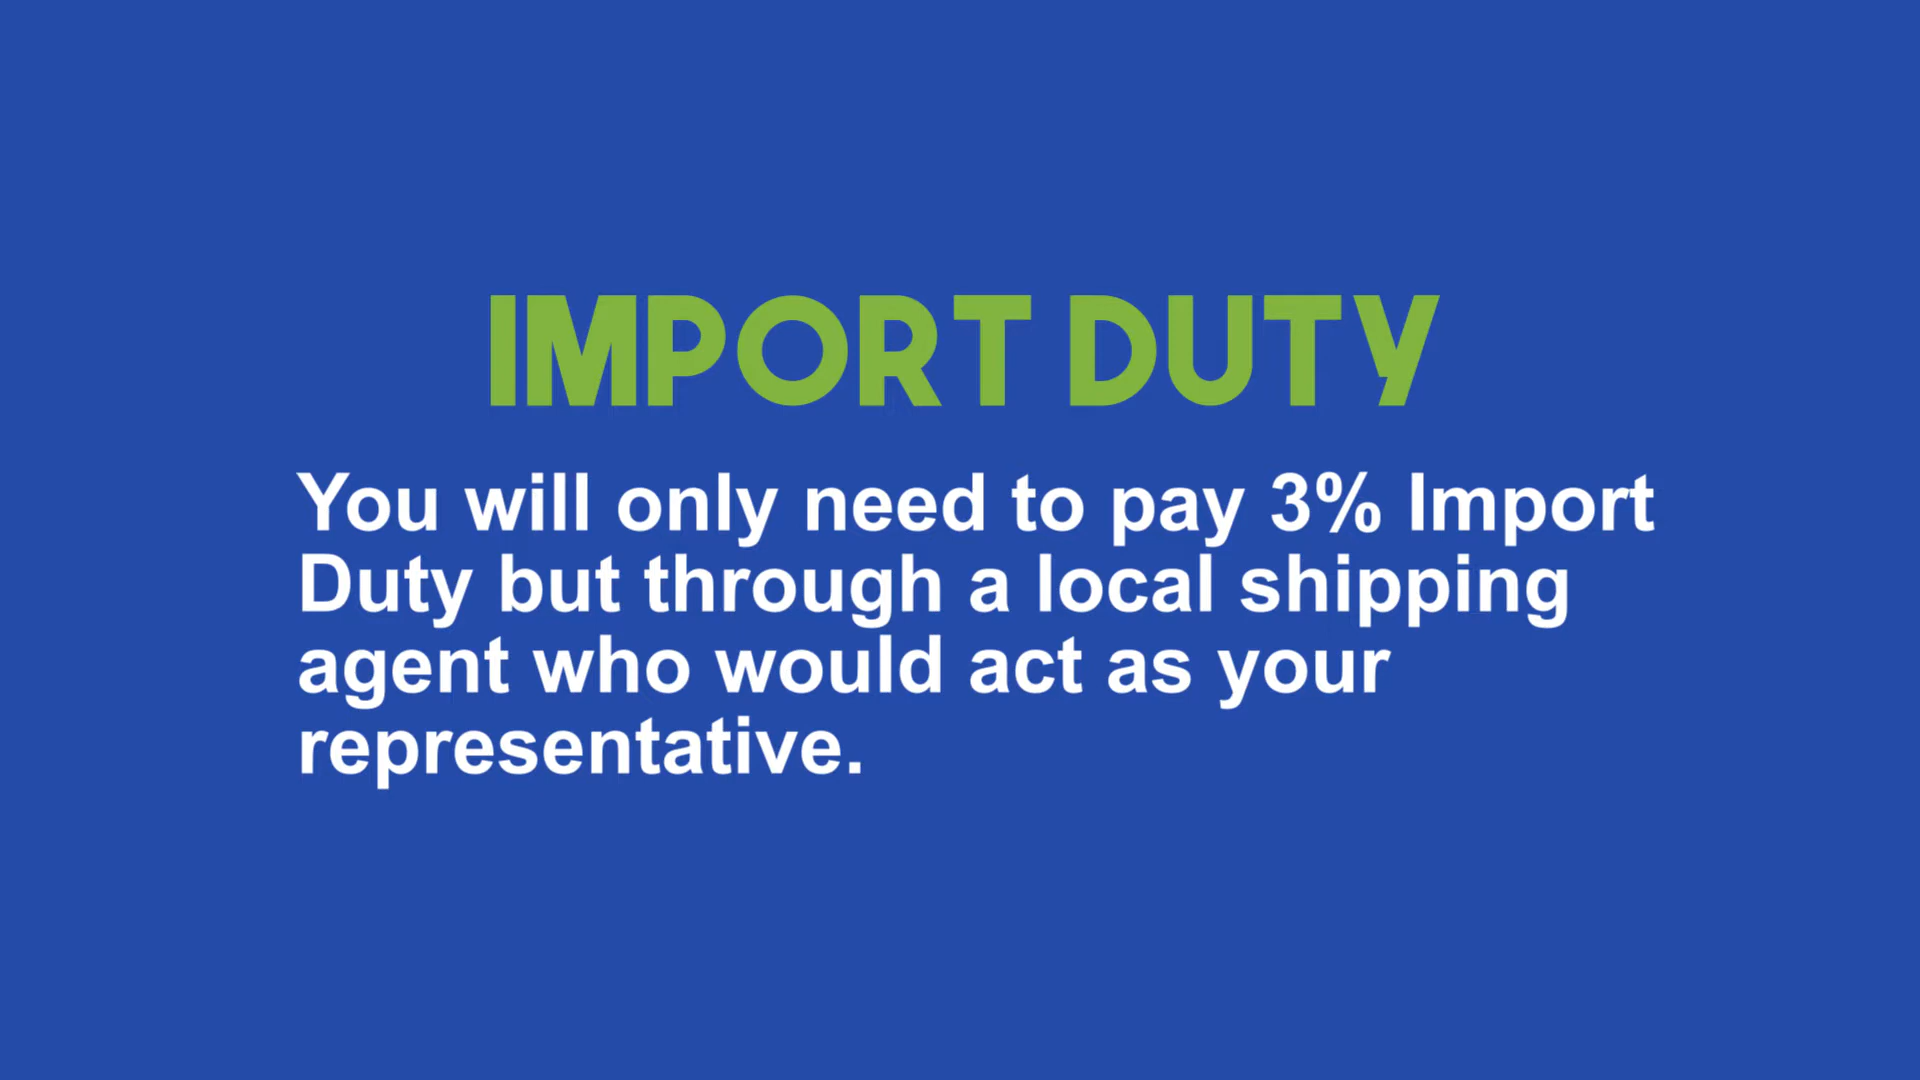 IMPORT DUTY
You will only need to pay 3% Import
Duty but through a local shipping
agent who would act as your
representative.